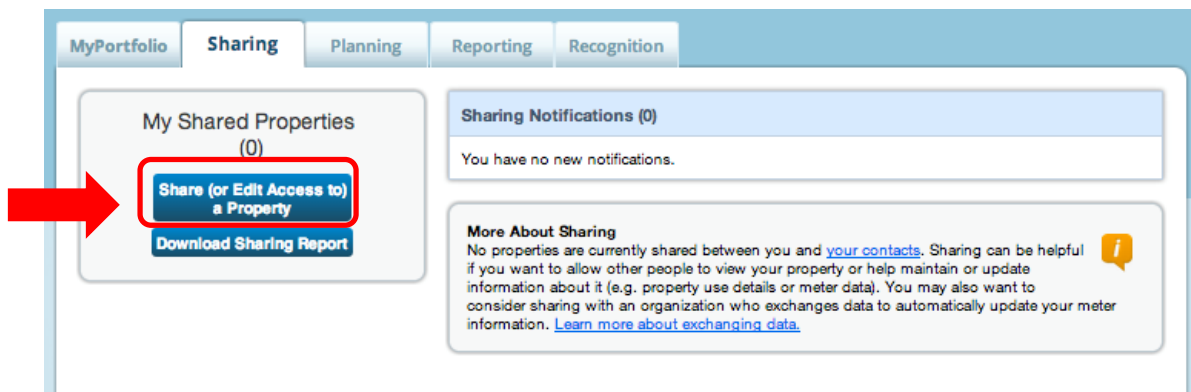 MyPortfolio
Sharing
Planning
Reporting
Recognition
My Shared Properties
(0)
Share (or Edit Access to)
a Property
Download Sharing Report
Sharing Notifications (0)
You have no new notifications.
More About Sharing
No properties are currently shared between you and your contacts. Sharing can be helpful
if you want to allow other people to view your property or help maintain or update
information about it (e.g. property use details or meter data). You may also want to
consider sharing with an organization who exchanges data to automatically update your meter
information. Learn more about exchanging data.
i